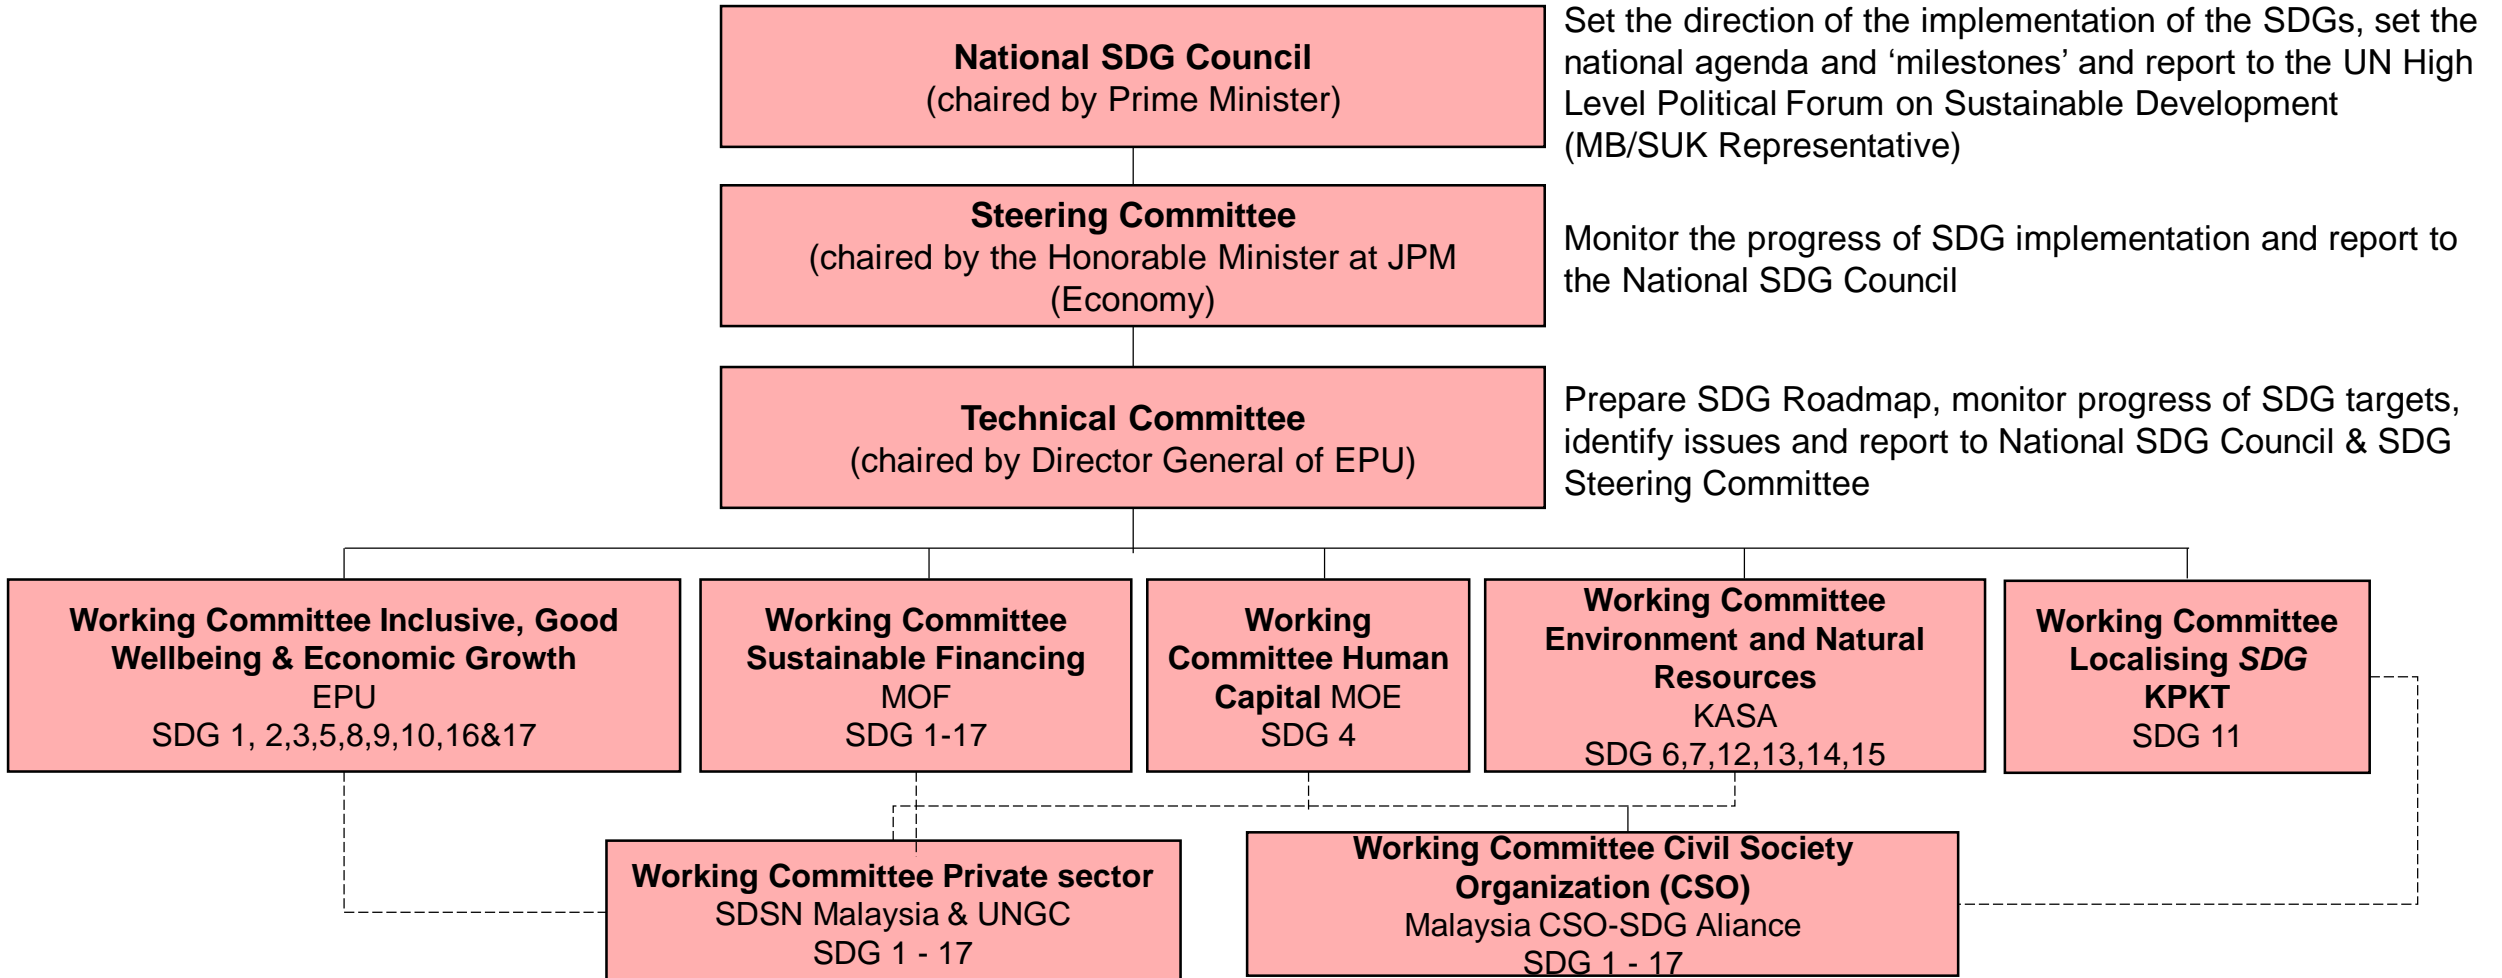 National SDG Council
(chaired by Prime Minister)
Set the direction of the implementation of the SDGs, set the
national agenda and ‘milestones’ and report to the UN High
Level Political Forum on Sustainable Development
(MB/SUK Representative)
Steering Committee
(chaired by the Honorable Minister at JPM
(Economy)
Monitor the progress of SDG implementation and report to
the National SDG Council
Technical Committee
(chaired by Director General of EPU)
Prepare SDG Roadmap, monitor progress of SDG targets,
identify issues and report to National SDG Council & SDG
Steering Committee
Working Committee Inclusive, Good
Wellbeing & Economic Growth
EPU
SDG 1, 2,3,5,8,9,10,16&17
Working Committee
Sustainable Financing
MOF
SDG 1-17
Working
Committee Human
Capital MOE
SDG 4
Working Committee
Environment and Natural
Resources
KASA
SDG 6,7,12,13,14,15
Working Committee
Localising SDG
KPKT
SDG 11
Working Committee Private sector
SDSN Malaysia & UNGC
SDG 1 - 17
Working Committee Civil Society
Organization (CSO)
Malaysia CSO-SDG Aliance
SDG 1 - 17